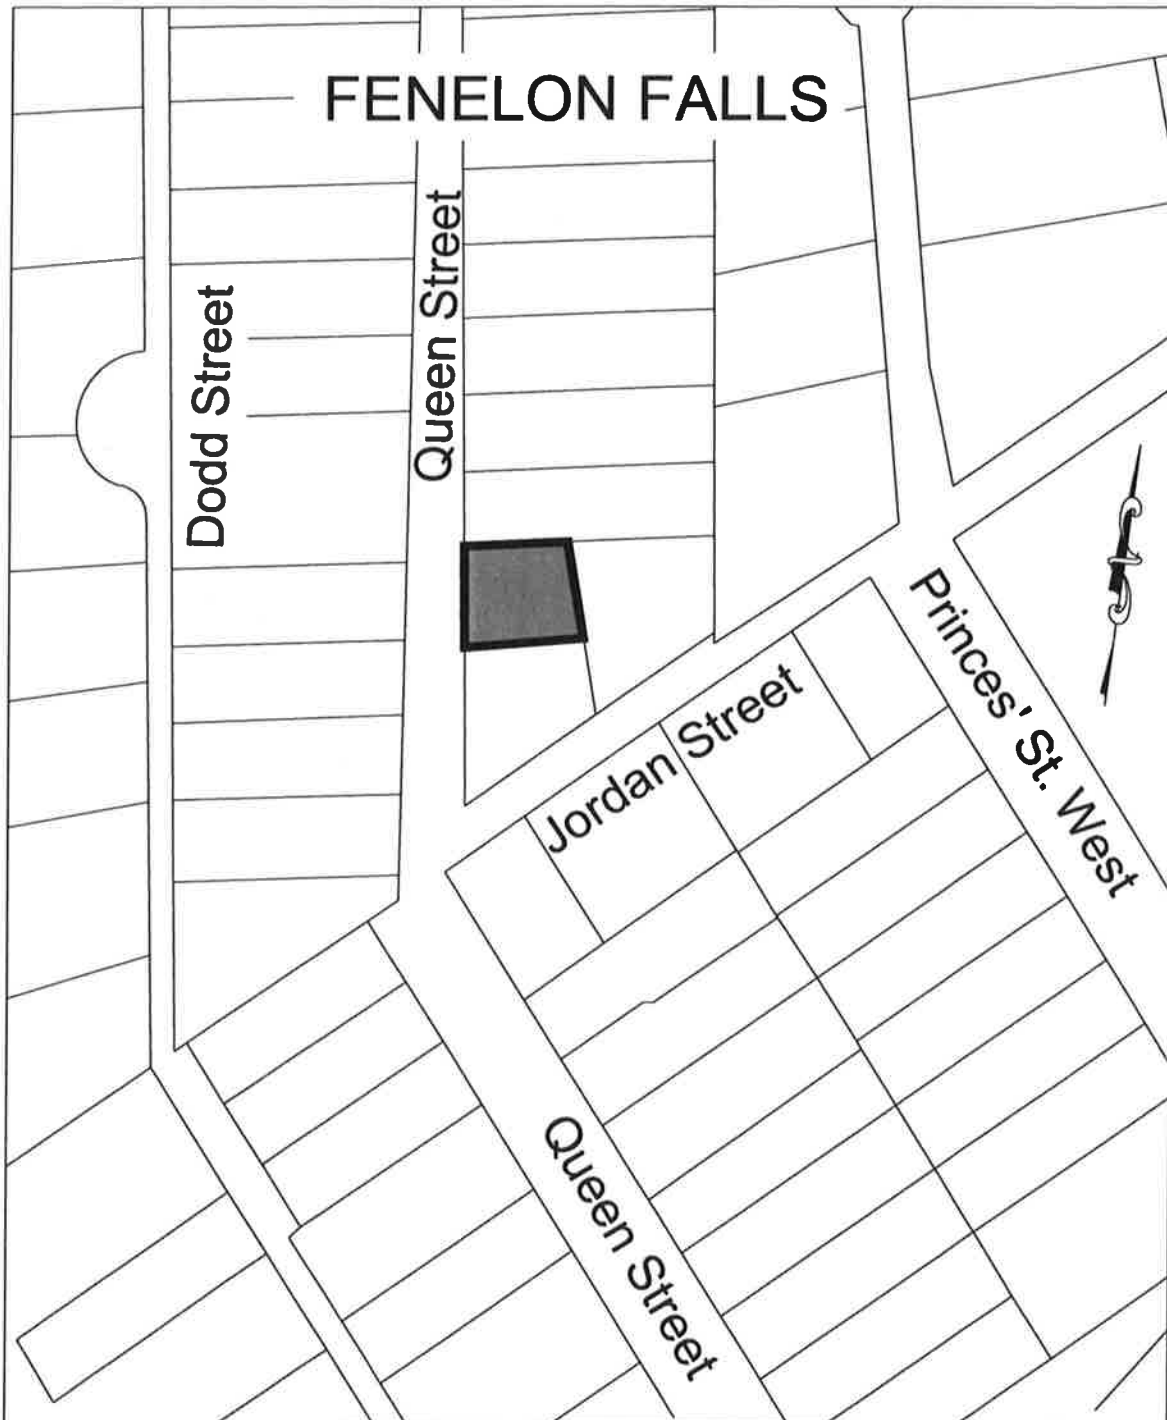 FENELON FALLS
Queen Street
Dodd Street
Princes' St. West
Jordan Street
Queen Street